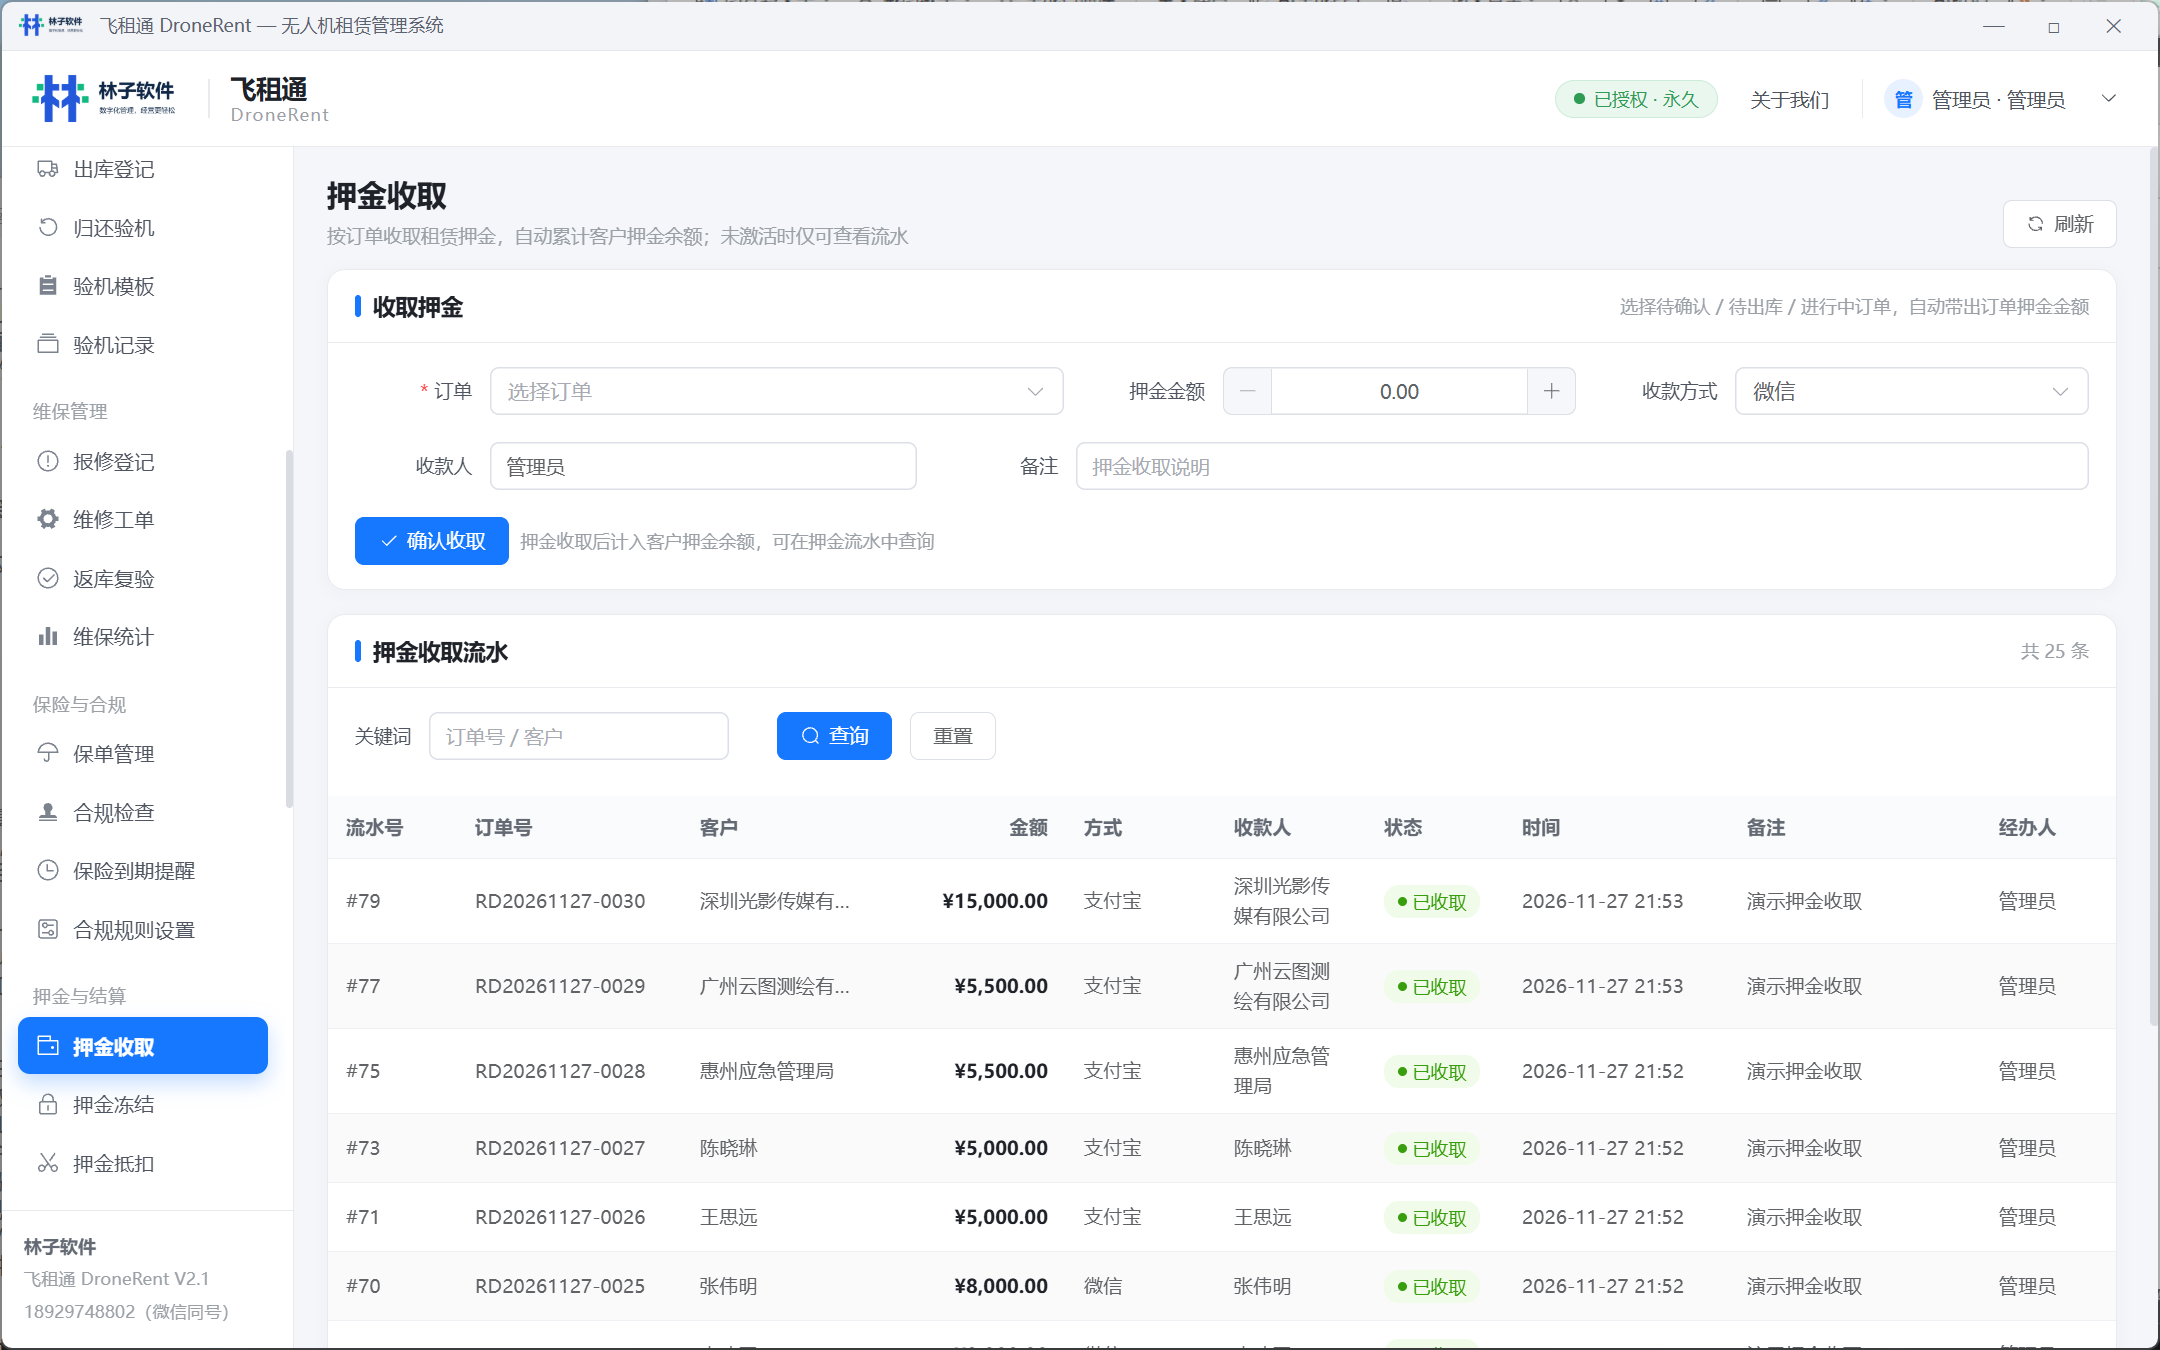 林子软件
飞租通 DroneRent — 无人机租赁管理系统
林子软件
数字化管理，经营更轻松
飞租通
DroneRent
已授权 · 永久
关于我们
管
管理员 · 管理员
出库登记
归还验机
验机模板
验机记录
维保管理
报修登记
维修工单
返库复验
维保统计
保险与合规
保单管理
合规检查
保险到期提醒
合规规则设置
押金与结算
押金收取
押金冻结
押金抵扣
林子软件
飞租通 DroneRent V2.1
18929748802（微信同号）
押金收取
按订单收取租赁押金，自动累计客户押金余额；未激活时仅可查看流水
刷新
收取押金
选择待确认 / 待出库 / 进行中订单，自动带出订单押金金额
* 订单 选择订单 押金金额 0.00 收款方式 微信
收款人 管理员 备注 押金收取说明
确认收取 押金收取后计入客户押金余额，可在押金流水中查询
押金收取流水
共 25 条
关键词 订单号 / 客户 查询 重置
流水号 订单号 客户 金额 方式 收款人 状态 时间 备注 经办人
#79 RD20261127-0030 深圳光影传媒有... ¥15,000.00 支付宝 深圳光影传媒有限公司 已收取 2026-11-27 21:53 演示押金收取 管理员
#77 RD20261127-0029 广州云图测绘有... ¥5,500.00 支付宝 广州云图测绘有限公司 已收取 2026-11-27 21:53 演示押金收取 管理员
#75 RD20261127-0028 惠州应急管理局 ¥5,500.00 支付宝 惠州应急管理局 已收取 2026-11-27 21:52 演示押金收取 管理员
#73 RD20261127-0027 陈晓琳 ¥5,000.00 支付宝 陈晓琳 已收取 2026-11-27 21:52 演示押金收取 管理员
#71 RD20261127-0026 王思远 ¥5,000.00 支付宝 王思远 已收取 2026-11-27 21:52 演示押金收取 管理员
#70 RD20261127-0025 张伟明 ¥8,000.00 微信 张伟明 已收取 2026-11-27 21:52 演示押金收取 管理员